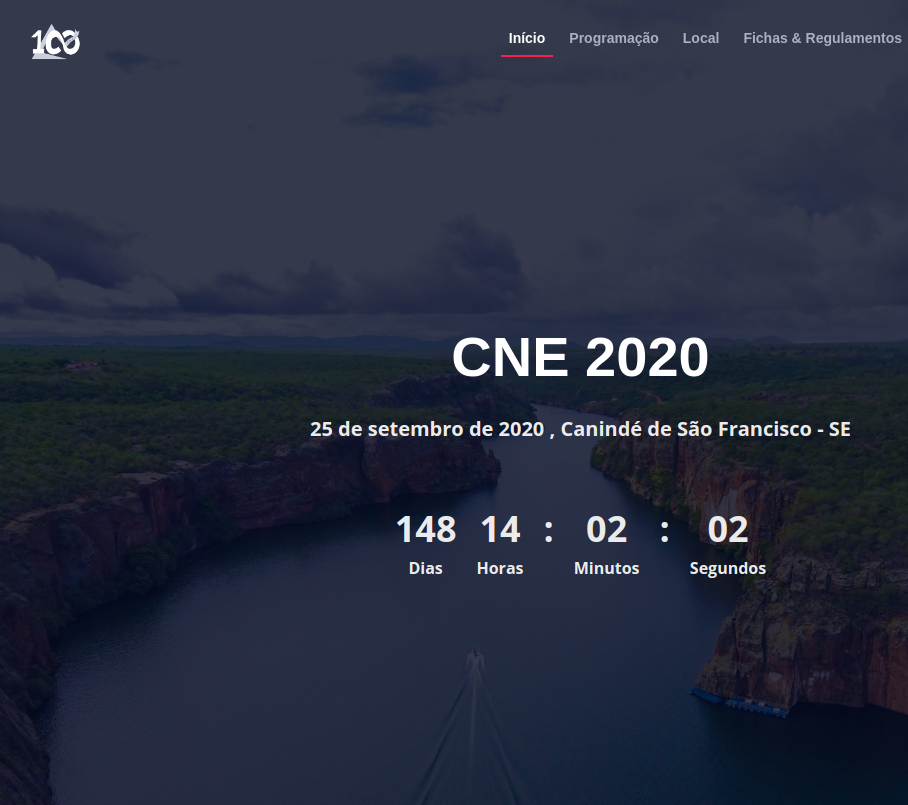 100
Início Programação Local Fichas & Regulamentos
CNE 2020
25 de setembro de 2020 , Canindé de São Francisco - SE
148 14 : 02 : 02
Dias Horas Minutos Segundos